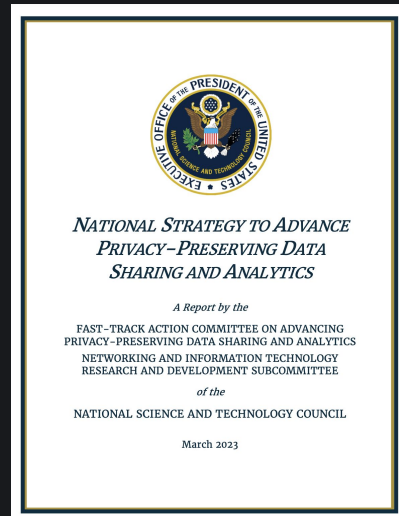 EXECUTIVE OFFICE OF THE PRESIDENT OF THE UNITED STATES
NATIONAL SCIENCE AND TECHNOLOGY COUNCIL
NATIONAL STRATEGY TO ADVANCE
PRIVACY-PRESERVING DATA
SHARING AND ANALYTICS
A Report by the
FAST-TRACK ACTION COMMITTEE ON ADVANCING
PRIVACY-PRESERVING DATA SHARING AND ANALYTICS
NETWORKING AND INFORMATION TECHNOLOGY
RESEARCH AND DEVELOPMENT SUBCOMMITTEE
of the
NATIONAL SCIENCE AND TECHNOLOGY COUNCIL
March 2023